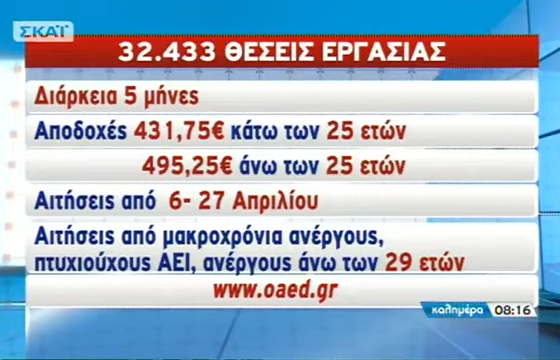 ΣΚΑΪ
32.433 ΘΕΣΕΙΣ ΕΡΓΑΣΙΑΣ
Διάρκεια 5 μήνες
Αποδοχές 431,75€ κάτω των 25 ετών
495,25€ άνω των 25 ετών
Αιτήσεις από 6- 27 Απριλίου
Αιτήσεις από μακροχρόνια ανέργους,
πτυχιούχους ΑΕΙ, ανέργους άνω των 29 ετών
www.oaed.gr
καλημέρα 08:16